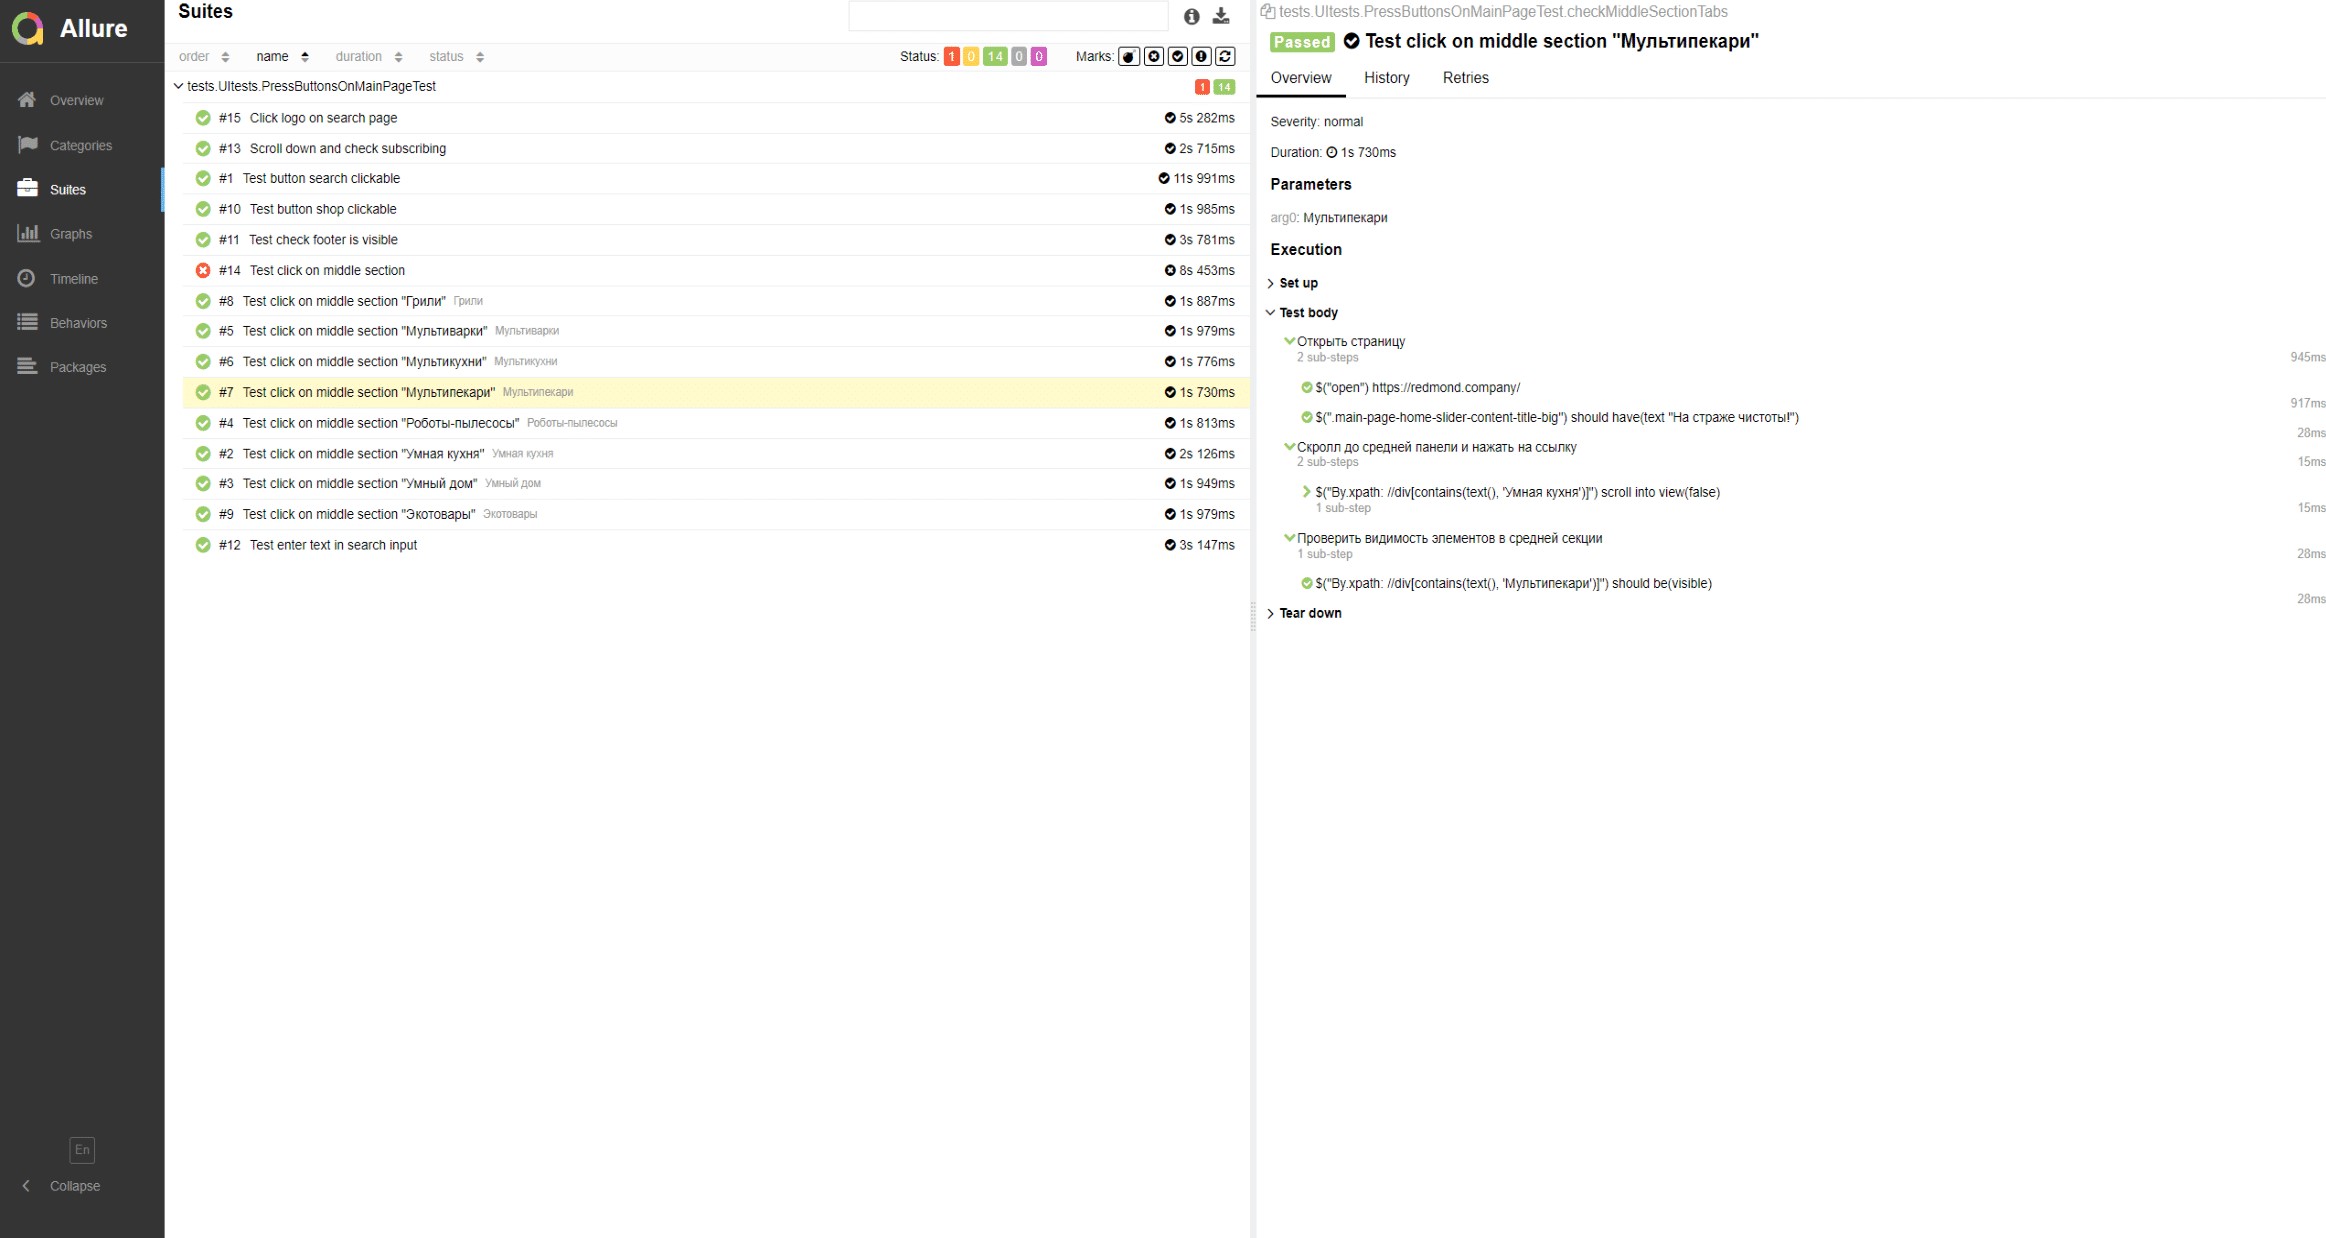 Allure
Overview
Categories
Suites
Graphs
Timeline
Behaviors
Packages
En
Collapse
Suites
order name duration status Status: 1 0 14 0 0 Marks:
tests.UItests.PressButtonsOnMainPageTest 1 14
#15 Click logo on search page 5s 282ms
#13 Scroll down and check subscribing 2s 715ms
#1 Test button search clickable 11s 991ms
#10 Test button shop clickable 1s 985ms
#11 Test check footer is visible 3s 781ms
#14 Test click on middle section 8s 453ms
#8 Test click on middle section "Грили" Грили 1s 887ms
#5 Test click on middle section "Мультиварки" Мультиварки 1s 979ms
#6 Test click on middle section "Мультикухни" Мультикухни 1s 776ms
#7 Test click on middle section "Мультипекари" Мультипекари 1s 730ms
#4 Test click on middle section "Роботы-пылесосы" Роботы-пылесосы 1s 813ms
#2 Test click on middle section "Умная кухня" Умная кухня 2s 126ms
#3 Test click on middle section "Умный дом" Умный дом 1s 949ms
#9 Test click on middle section "Экотовары" Экотовары 1s 979ms
#12 Test enter text in search input 3s 147ms
tests.UItests.PressButtonsOnMainPageTest.checkMiddleSectionTabs
Passed Test click on middle section "Мультипекари"
Overview History Retries
Severity: normal
Duration: 1s 730ms
Parameters
arg0: Мультипекари
Execution
Set up
Test body
Открыть страницу
2 sub-steps 945ms
$("open") https://redmond.company/
917ms
$(".main-page-home-slider-content-title-big") should have(text "На страже чистоты!")
28ms
Скролл до средней панели и нажать на ссылку
2 sub-steps 15ms
$("By.xpath: //div[contains(text(), 'Умная кухня')]") scroll into view(false)
1 sub-step 15ms
Проверить видимость элементов в средней секции
1 sub-step 28ms
$("By.xpath: //div[contains(text(), 'Мультипекари')]") should be(visible)
28ms
Tear down